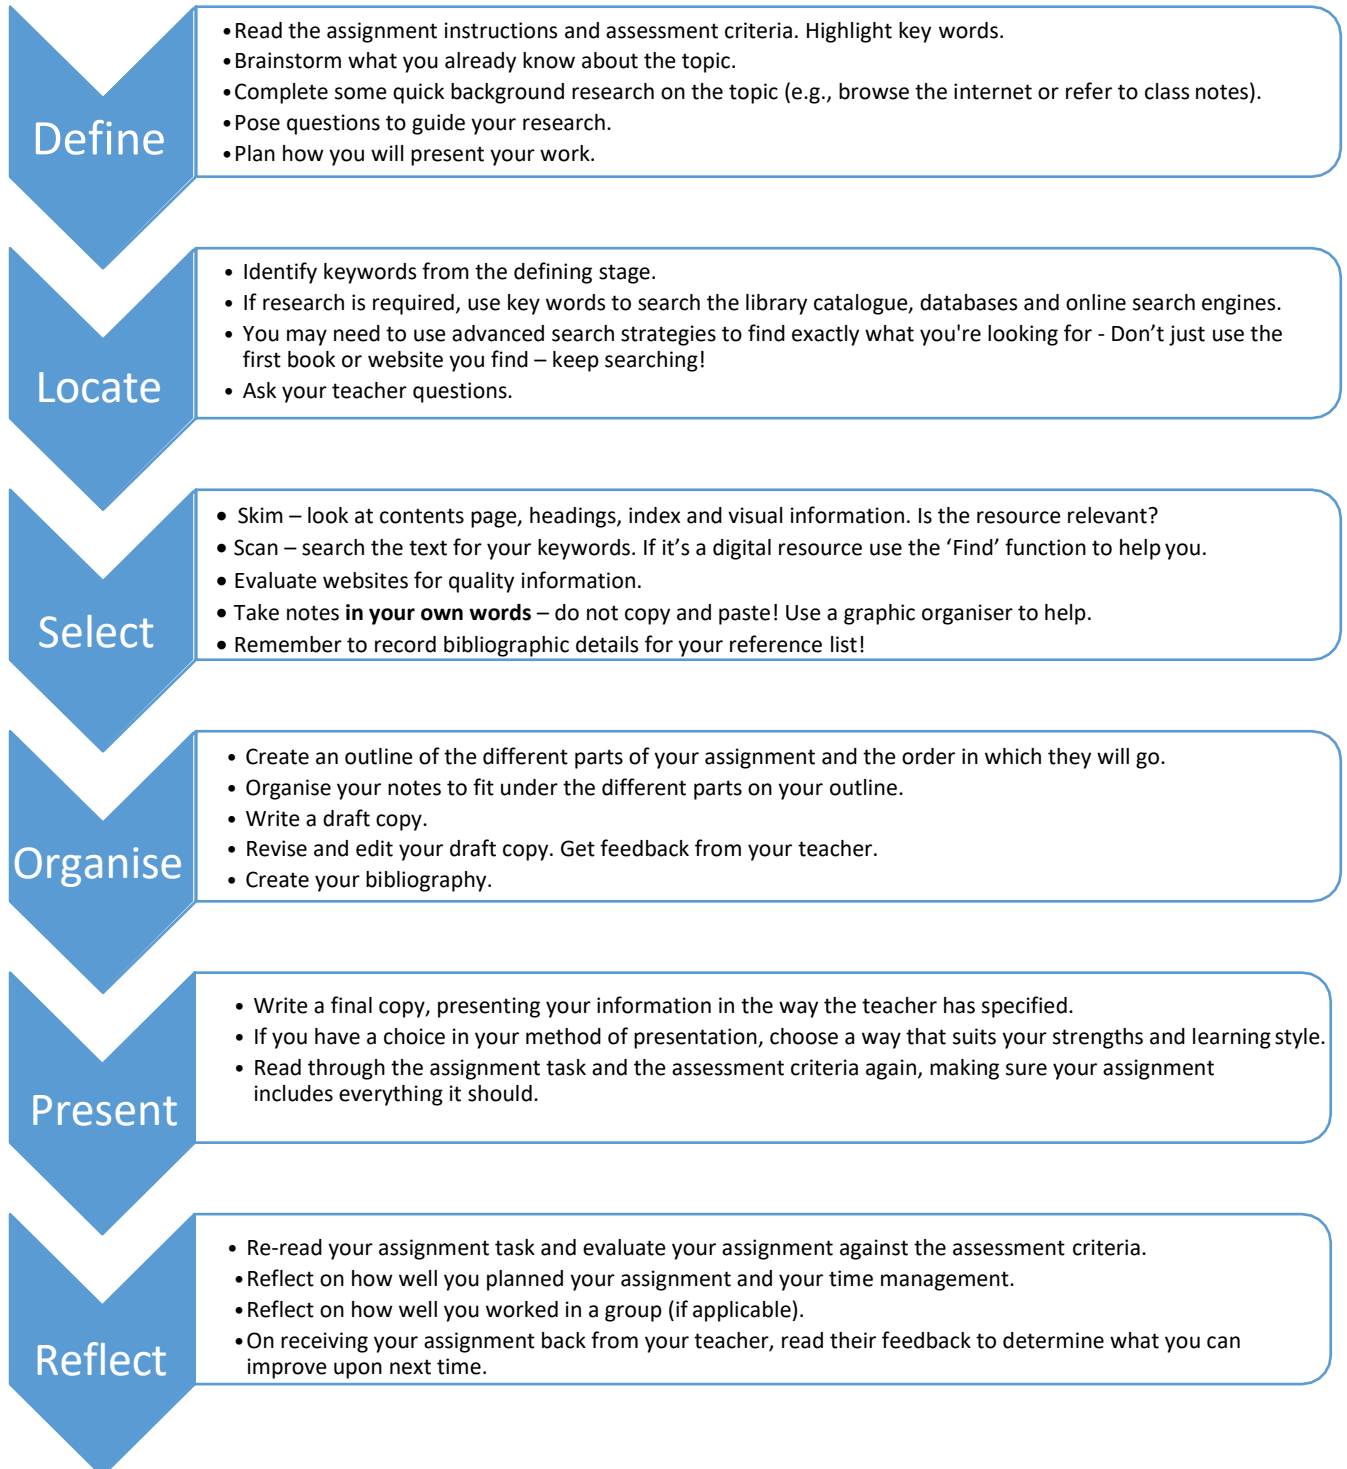 Define
•Read the assignment instructions and assessment criteria. Highlight key words.
•Brainstorm what you already know about the topic.
•Complete some quick background research on the topic (e.g., browse the internet or refer to class notes).
•Pose questions to guide your research.
•Plan how you will present your work.
Locate
• Identify keywords from the defining stage.
• If research is required, use key words to search the library catalogue, databases and online search engines.
• You may need to use advanced search strategies to find exactly what you're looking for - Don’t just use the
first book or website you find – keep searching!
• Ask your teacher questions.
Select
• Skim – look at contents page, headings, index and visual information. Is the resource relevant?
• Scan – search the text for your keywords. If it’s a digital resource use the ‘Find’ function to help you.
• Evaluate websites for quality information.
• Take notes in your own words – do not copy and paste! Use a graphic organiser to help.
• Remember to record bibliographic details for your reference list!
Organise
• Create an outline of the different parts of your assignment and the order in which they will go.
• Organise your notes to fit under the different parts on your outline.
• Write a draft copy.
• Revise and edit your draft copy. Get feedback from your teacher.
• Create your bibliography.
Present
• Write a final copy, presenting your information in the way the teacher has specified.
• If you have a choice in your method of presentation, choose a way that suits your strengths and learning style.
• Read through the assignment task and the assessment criteria again, making sure your assignment
includes everything it should.
Reflect
• Re-read your assignment task and evaluate your assignment against the assessment criteria.
•Reflect on how well you planned your assignment and your time management.
•Reflect on how well you worked in a group (if applicable).
•On receiving your assignment back from your teacher, read their feedback to determine what you can
improve upon next time.